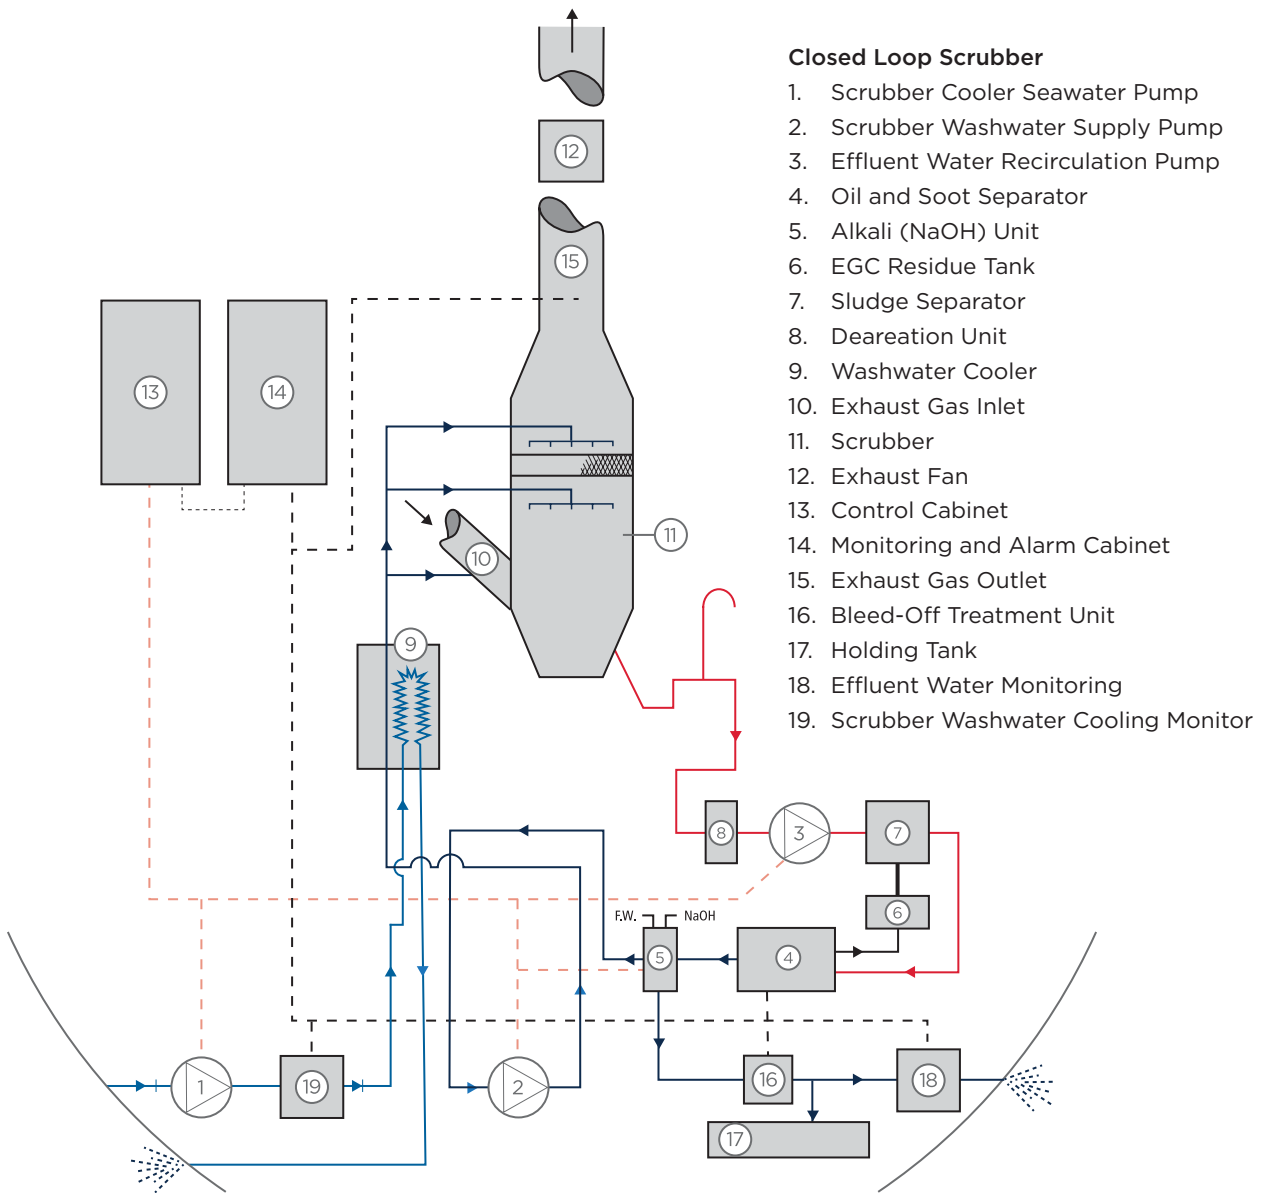 Closed Loop Scrubber
1. Scrubber Cooler Seawater Pump
2. Scrubber Washwater Supply Pump
3. Effluent Water Recirculation Pump
4. Oil and Soot Separator
5. Alkali (NaOH) Unit
6. EGC Residue Tank
7. Sludge Separator
8. Deareation Unit
9. Washwater Cooler
10. Exhaust Gas Inlet
11. Scrubber
12. Exhaust Fan
13. Control Cabinet
14. Monitoring and Alarm Cabinet
15. Exhaust Gas Outlet
16. Bleed-Off Treatment Unit
17. Holding Tank
18. Effluent Water Monitoring
19. Scrubber Washwater Cooling Monitor
12
15
13
14
11
10
9
8
3
7
6
F.W.
NaOH
5
4
1
19
2
16
18
17